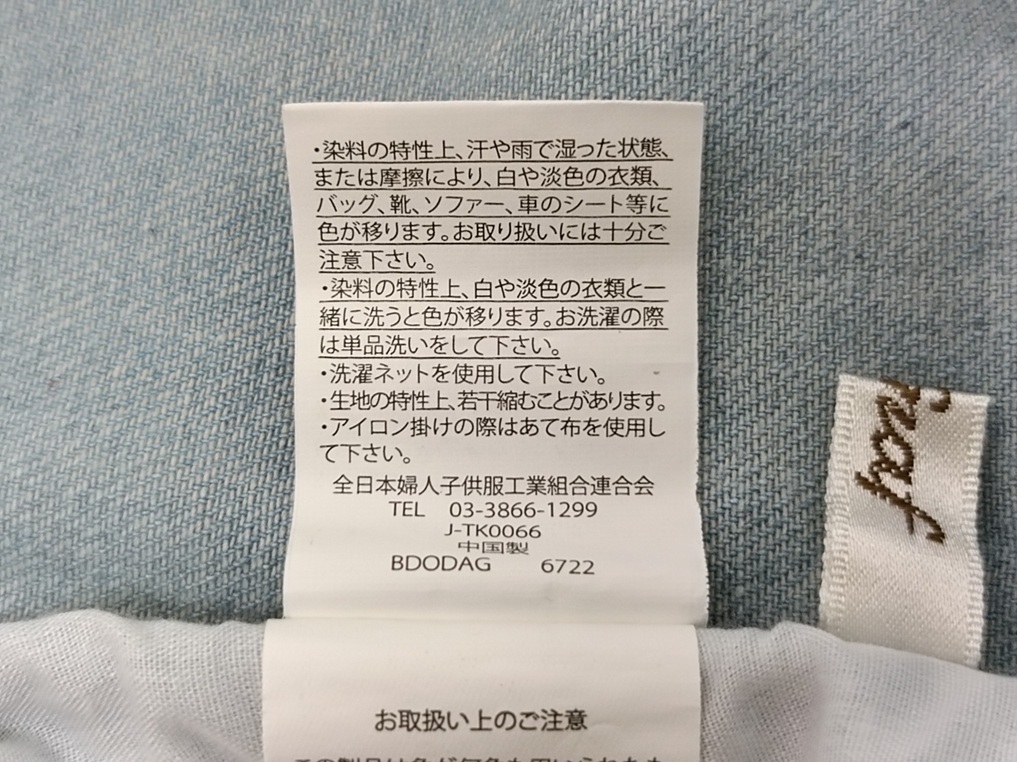 ・染料の特性上、汗や雨で湿った状態、
または摩擦により、白や淡色の衣類、
バッグ、靴、ソファー、車のシート等に
色が移ります。お取り扱いには十分ご
注意下さい。
・染料の特性上、白や淡色の衣類と一
緒に洗うと色が移ります。お洗濯の際
は単品洗いをして下さい。
・洗濯ネットを使用して下さい。
・生地の特性上、若干縮むことがあります。
・アイロン掛けの際はあて布を使用し
て下さい。
全日本婦人子供服工業組合連合会
TEL 03-3866-1299
J-TK0066
中国製
BDODAG 6722
お取扱い上のご注意